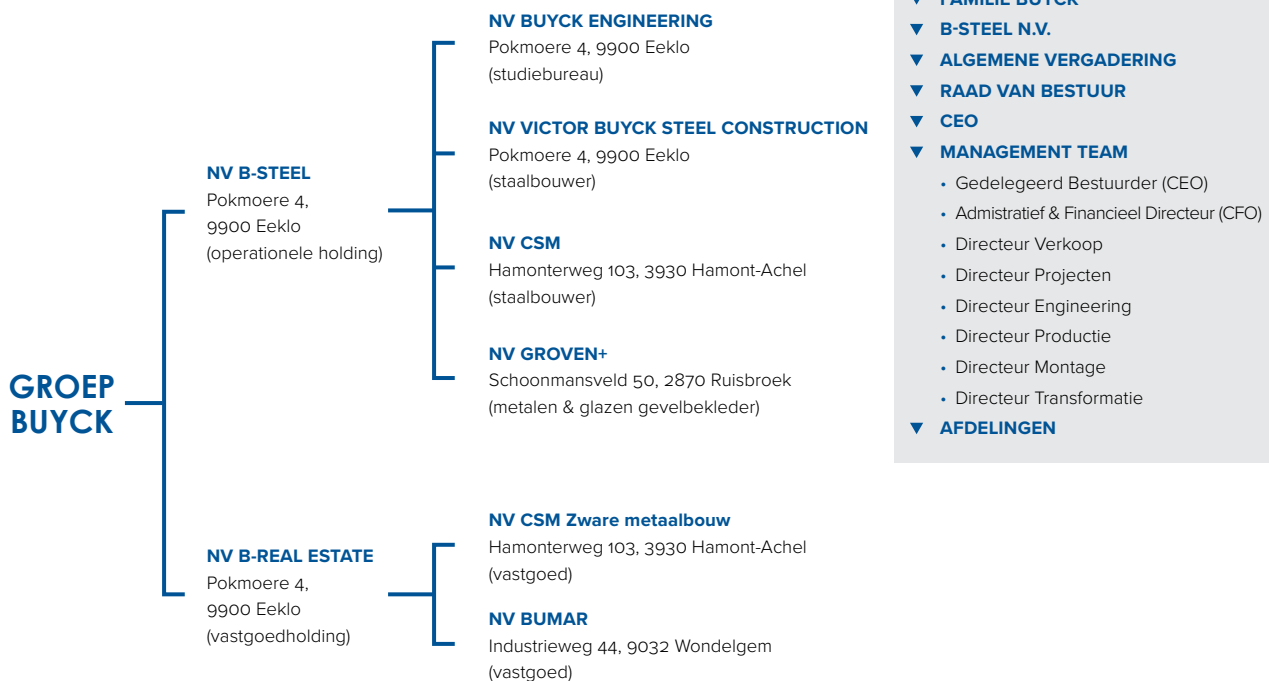 GROEP
BUYCK
NV B-STEEL
Pokmoere 4,
9900 Eeklo
(operationele holding)
NV BUYCK ENGINEERING
Pokmoere 4, 9900 Eeklo
(studiebureau)
NV VICTOR BUYCK STEEL CONSTRUCTION
Pokmoere 4, 9900 Eeklo
(staalbouwer)
NV CSM
Hamonterweg 103, 3930 Hamont-Achel
(staalbouwer)
NV GROVEN+
Schoonmansveld 50, 2870 Ruisbroek
(metalen & glazen gevelbekleder)
NV B-REAL ESTATE
Pokmoere 4,
9900 Eeklo
(vastgoedholding)
NV CSM Zware metaalbouw
Hamonterweg 103, 3930 Hamont-Achel
(vastgoed)
NV BUMAR
Industrieweg 44, 9032 Wondelgem
(vastgoed)
▼ FAMILIE BUYCK
▼ B-STEEL N.V.
▼ ALGEMENE VERGADERING
▼ RAAD VAN BESTUUR
▼ CEO
▼ MANAGEMENT TEAM
• Gedelegeerd Bestuurder (CEO)
• Admistratief & Financieel Directeur (CFO)
• Directeur Verkoop
• Directeur Projecten
• Directeur Engineering
• Directeur Productie
• Directeur Montage
• Directeur Transformatie
▼ AFDELINGEN